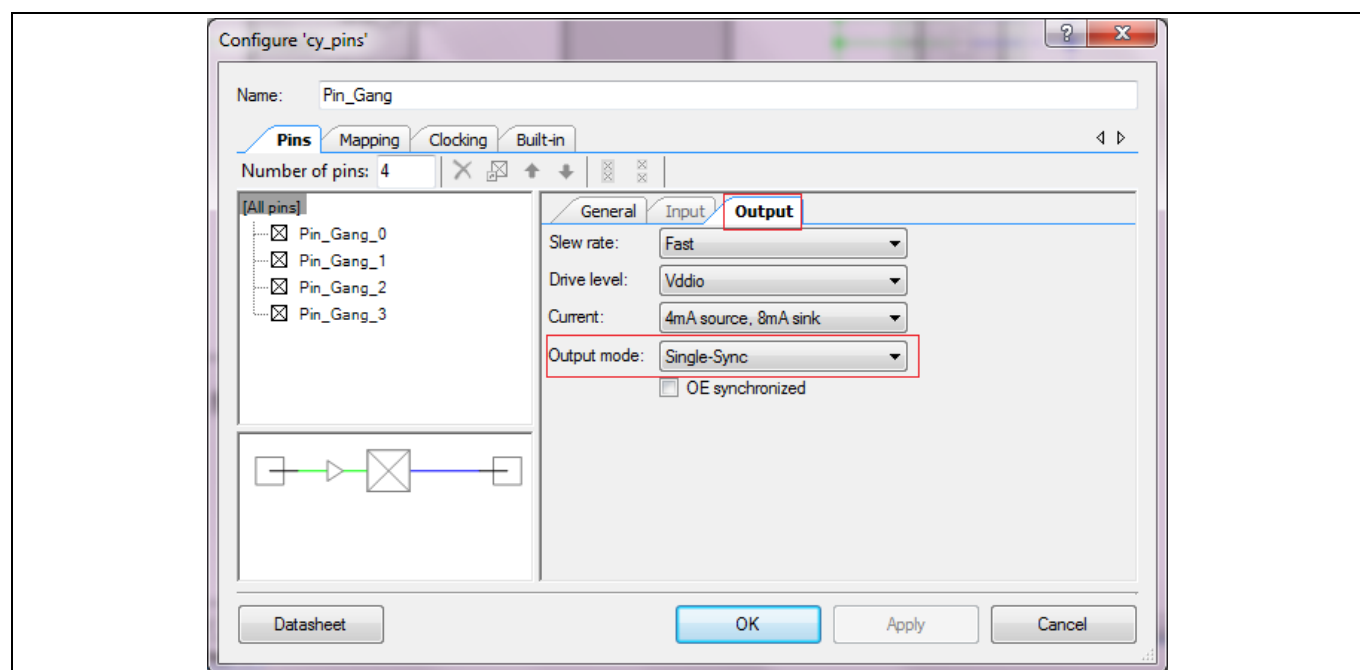 Configure 'cy_pins'
Name: Pin_Gang
Pins Mapping Clocking Built-in
Number of pins: 4
[All pins]
Pin_Gang_0
Pin_Gang_1
Pin_Gang_2
Pin_Gang_3
General Input Output
Slew rate: Fast
Drive level: Vddio
Current: 4mA source, 8mA sink
Output mode: Single-Sync
OE synchronized
Datasheet OK Apply Cancel